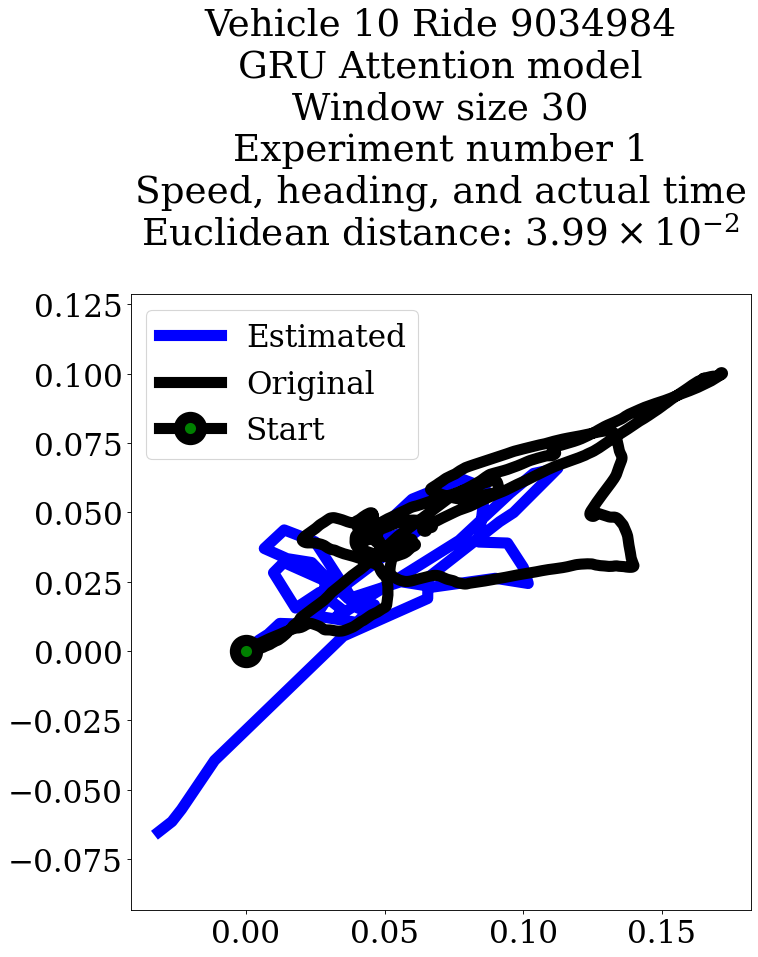 Vehicle 10 Ride 9034984
GRU Attention model
Window size 30
Experiment number 1
Speed, heading, and actual time
Euclidean distance: 3.99 × 10⁻²
0.125
0.100
0.075
0.050
0.025
0.000
−0.025
−0.050
−0.075
Estimated
Original
Start
0.00 0.05 0.10 0.15